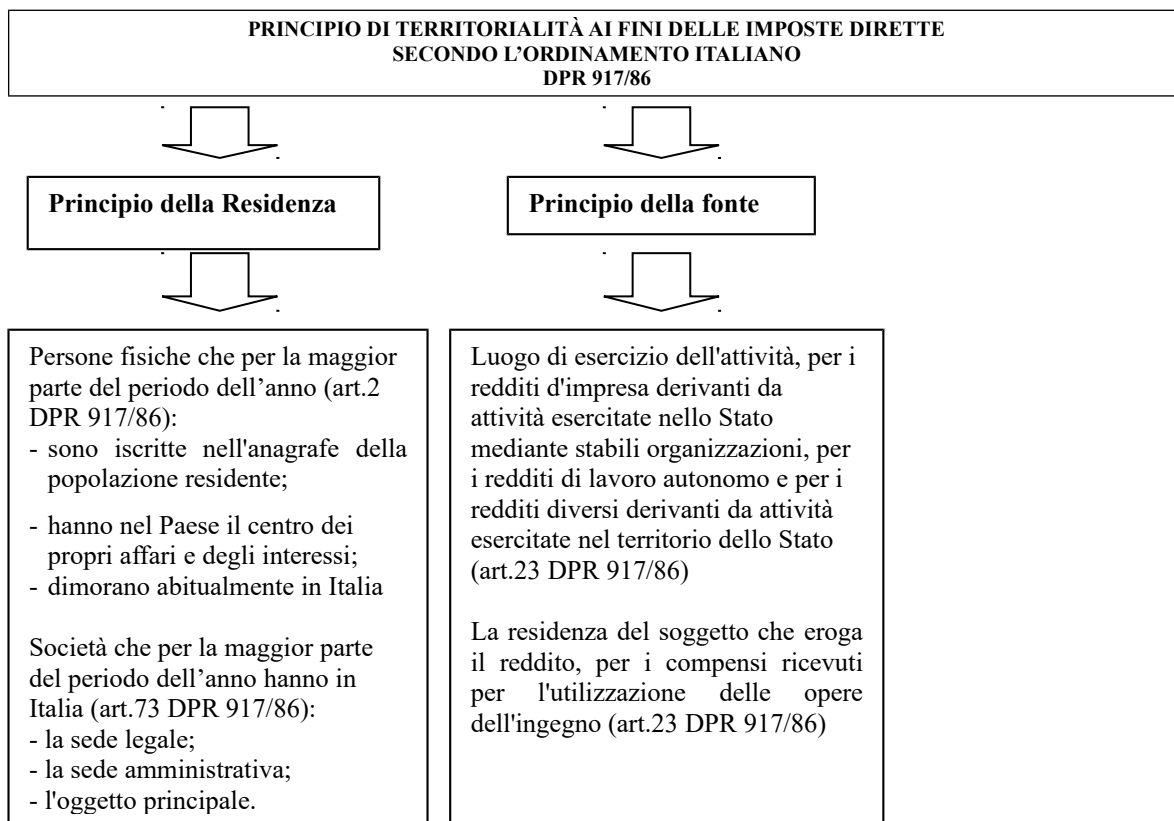 PRINCIPIO DI TERRITORIALITÀ AI FINI DELLE IMPOSTE DIRETTE
SECONDO L’ORDINAMENTO ITALIANO
DPR 917/86
Principio della Residenza
Principio della fonte
Persone fisiche che per la maggior
parte del periodo dell’anno (art.2
DPR 917/86):
- sono iscritte nell'anagrafe della
popolazione residente;
- hanno nel Paese il centro dei
propri affari e degli interessi;
- dimorano abitualmente in Italia
Società che per la maggior parte
del periodo dell’anno hanno in
Italia (art.73 DPR 917/86):
- la sede legale;
- la sede amministrativa;
- l'oggetto principale.
Luogo di esercizio dell'attività, per i
redditi d'impresa derivanti da
attività esercitate nello Stato
mediante stabili organizzazioni, per
i redditi di lavoro autonomo e per i
redditi diversi derivanti da attività
esercitate nel territorio dello Stato
(art.23 DPR 917/86)
La residenza del soggetto che eroga
il reddito, per i compensi ricevuti
per l'utilizzazione delle opere
dell'ingegno (art.23 DPR 917/86)